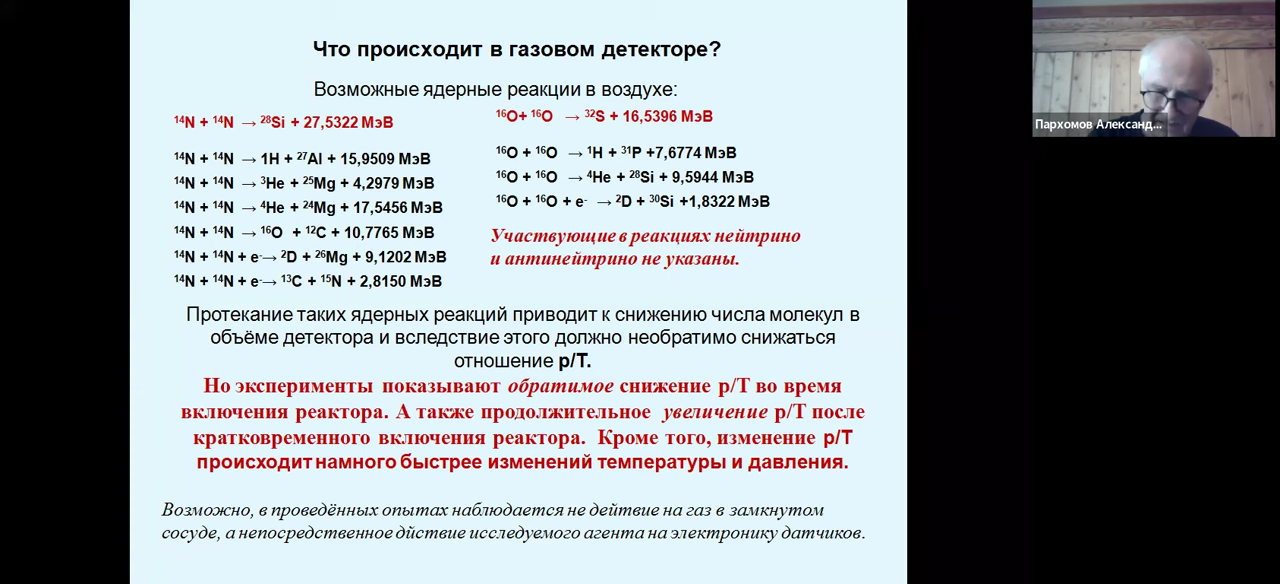 Что происходит в газовом детекторе?
Возможные ядерные реакции в воздухе:
¹⁴N + ¹⁴N → ²⁸Si + 27,5322 МэВ
¹⁴N + ¹⁴N → 1H + ²⁷Al + 15,9509 МэВ
¹⁴N + ¹⁴N → ³He + ²⁵Mg + 4,2979 МэВ
¹⁴N + ¹⁴N → ⁴He + ²⁴Mg + 17,5456 МэВ
¹⁴N + ¹⁴N → ¹⁶O + ¹²C + 10,7765 МэВ
¹⁴N + ¹⁴N + e⁻→ ²D + ²⁶Mg + 9,1202 МэВ
¹⁴N + ¹⁴N + e⁻→ ¹³C + ¹⁵N + 2,8150 МэВ
¹⁶O+ ¹⁶O → ³²S + 16,5396 МэВ
¹⁶O + ¹⁶O → ¹H + ³¹P +7,6774 МэВ
¹⁶O + ¹⁶O → ⁴He + ²⁸Si + 9,5944 МэВ
¹⁶O + ¹⁶O + e⁻ → ²D + ³⁰Si +1,8322 МэВ
Участвующие в реакциях нейтрино
и антинейтрино не указаны.
Протекание таких ядерных реакций приводит к снижению числа молекул в
объёме детектора и вследствие этого должно необратимо снижаться
отношение p/T.
Но эксперименты показывают обратимое снижение p/T во время
включения реактора. А также продолжительное увеличение p/T после
кратковременного включения реактора. Кроме того, изменение p/T
происходит намного быстрее изменений температуры и давления.
Возможно, в проведённых опытах наблюдается не дейтвие на газ в замкнутом
сосуде, а непосредственное дйствие исследуемого агента на электронику датчиков.
Пархомов Александ...